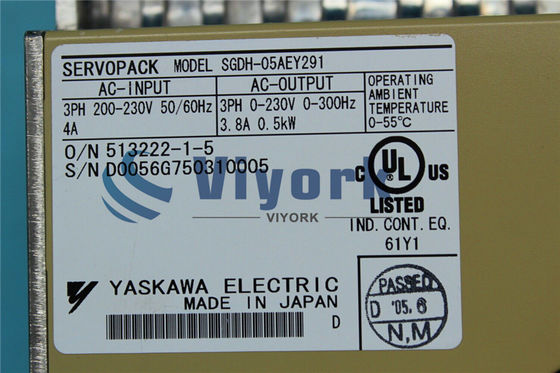 SERVOPACK MODEL SGDH-05AEY291
AC-INPUT AC-OUTPUT OPERATING AMBIENT TEMPERATURE 0-55℃
3PH 200-230V 50/60Hz 3PH 0-230V 0-300Hz
4A 3.8A 0.5kW
O/N 513222-1-5
S/N D0056G750310005
Viyork
VIYORK
C UL US
LISTED
IND. CONT. EQ.
61Y1
YASKAWA ELECTRIC
MADE IN JAPAN
D
PASSED
D '05.6
N,M